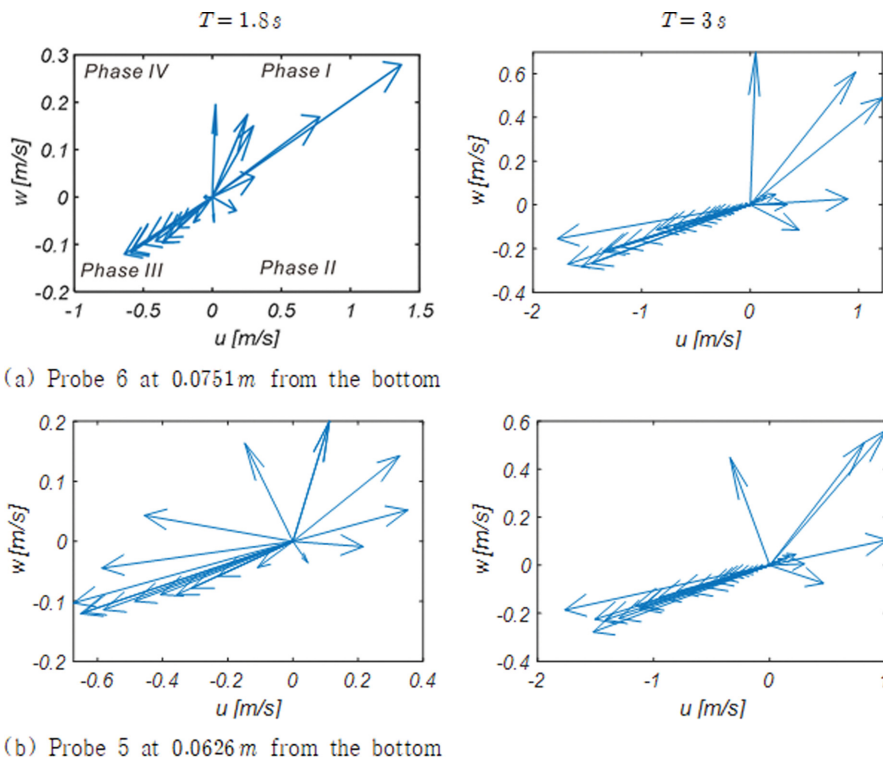 T = 1.8 s
T = 3 s
0.3
0.2
0.1
0
-0.1
-0.2
w [m/s]
Phase IV
Phase I
Phase III
Phase II
-1
-0.5
0
0.5
1
1.5
u [m/s]
0.6
0.4
0.2
0
-0.2
-0.4
w [m/s]
-2
-1
0
1
u [m/s]
(a) Probe 6 at 0.0751 m from the bottom
0.2
0.1
0
-0.1
-0.2
w [m/s]
-0.6
-0.4
-0.2
0
0.2
0.4
u [m/s]
0.6
0.4
0.2
0
-0.2
-0.4
w [m/s]
-2
-1
0
1
u [m/s]
(b) Probe 5 at 0.0626 m from the bottom